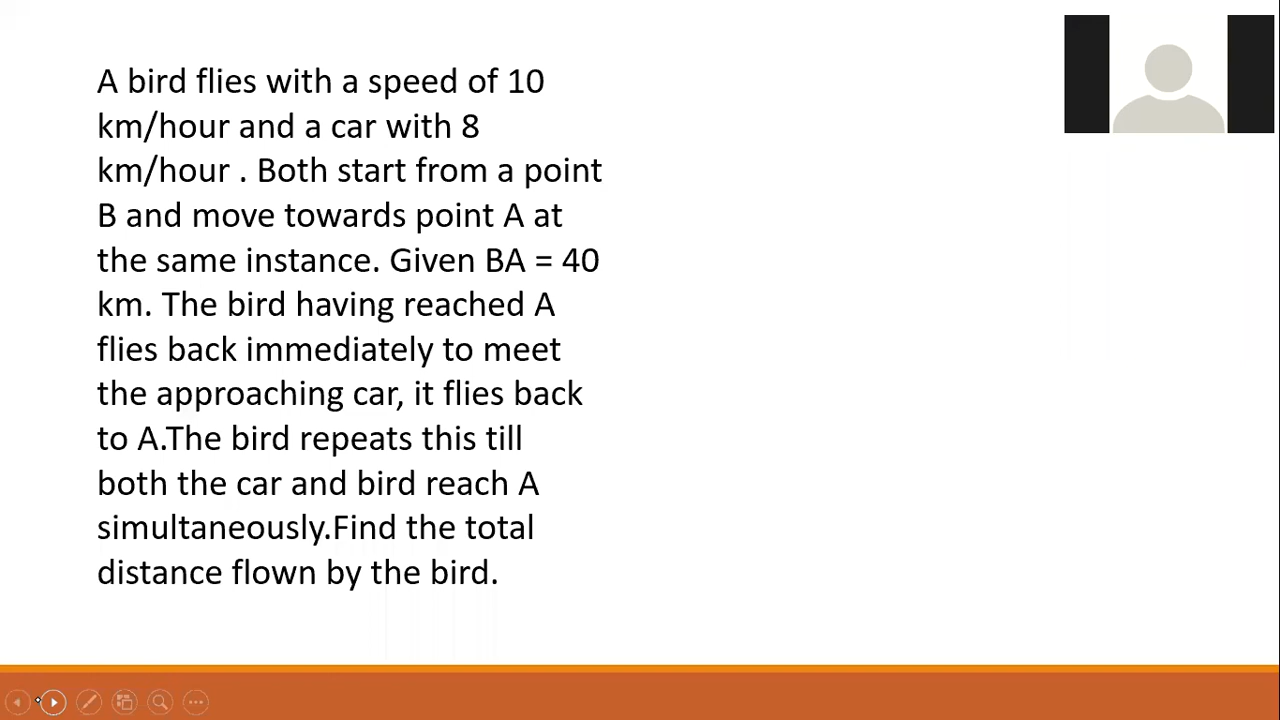 A bird flies with a speed of 10
km/hour and a car with 8
km/hour . Both start from a point
B and move towards point A at
the same instance. Given BA = 40
km. The bird having reached A
flies back immediately to meet
the approaching car, it flies back
to A.The bird repeats this till
both the car and bird reach A
simultaneously.Find the total
distance flown by the bird.